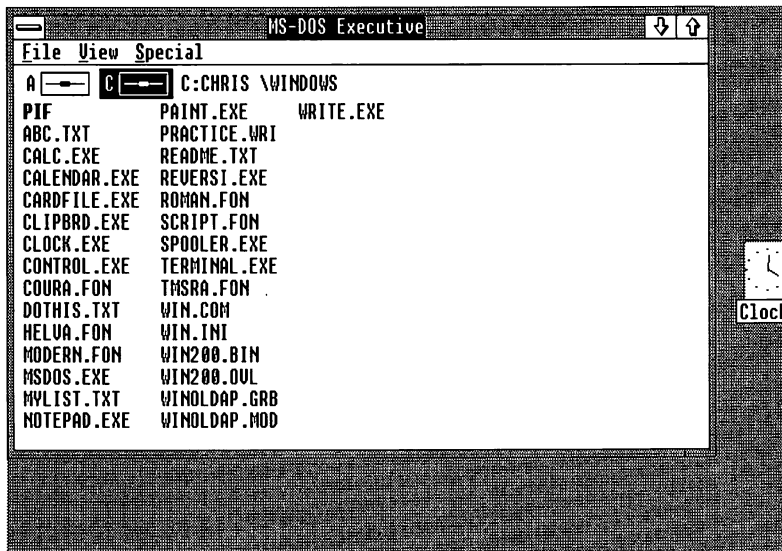 MS-DOS Executive
File View Special
A C C:CHRIS \WINDOWS
PIF PAINT.EXE WRITE.EXE
ABC.TXT PRACTICE.WRI
CALC.EXE README.TXT
CALENDAR.EXE REVERSI.EXE
CARDFILE.EXE ROMAN.FON
CLIPBRD.EXE SCRIPT.FON
CLOCK.EXE SPOOLER.EXE
CONTROL.EXE TERMINAL.EXE
COURA.FON TMSRA.FON
DOTHIS.TXT WIN.COM
HELVA.FON WIN.INI
MODERN.FON WIN200.BIN
MSDOS.EXE WIN200.OVL
MYLIST.TXT WINOLDAP.GRB
NOTEPAD.EXE WINOLDAP.MOD
Clock